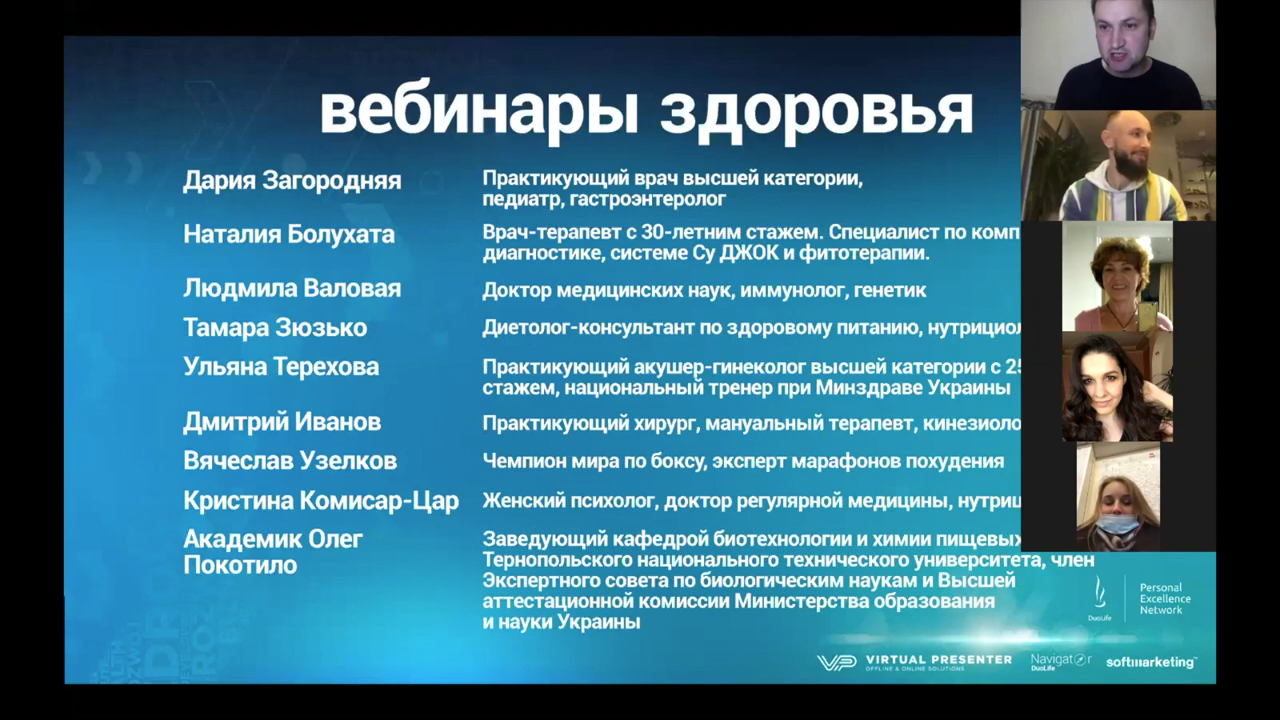 вебинары здоровья
Дария Загородняя
Практикующий врач высшей категории,
педиатр, гастроэнтеролог
Наталия Болухата
Врач-терапевт с 30-летним стажем. Специалист по комп
диагностике, системе Су ДЖОК и фитотерапии.
Людмила Валовая
Доктор медицинских наук, иммунолог, генетик
Тамара Зюзько
Диетолог-консультант по здоровому питанию, нутрициол
Ульяна Терехова
Практикующий акушер-гинеколог высшей категории с 25
стажем, национальный тренер при Минздраве Украины
Дмитрий Иванов
Практикующий хирург, мануальный терапевт, кинезиоло
Вячеслав Узелков
Чемпион мира по боксу, эксперт марафонов похудения
Кристина Комисар-Цар
Женский психолог, доктор регулярной медицины, нутриц
Академик Олег
Покотило
Заведующий кафедрой биотехнологии и химии пищевых
Тернопольского национального технического университета, член
Экспертного совета по биологическим наукам и Высшей
аттестационной комиссии Министерства образования
и науки Украины
DuoLife
Personal
Excellence
Network
VP VIRTUAL PRESENTER
OFFLINE & ONLINE SOLUTIONS
Navigator
DuoLife
softmarketing